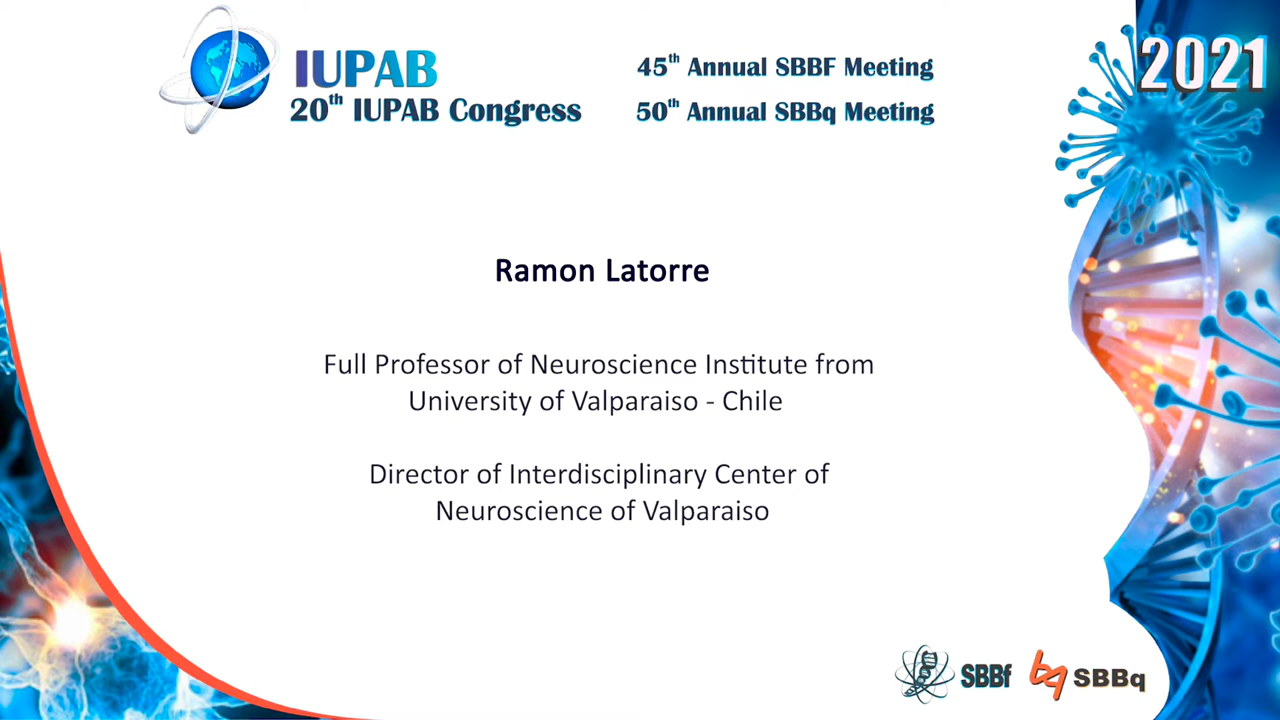 IUPAB
20th IUPAB Congress
45th Annual SBBF Meeting
50th Annual SBBq Meeting
2021
Ramon Latorre
Full Professor of Neuroscience Institute from
University of Valparaiso - Chile
Director of Interdisciplinary Center of
Neuroscience of Valparaiso
SBBf
bq SBBq